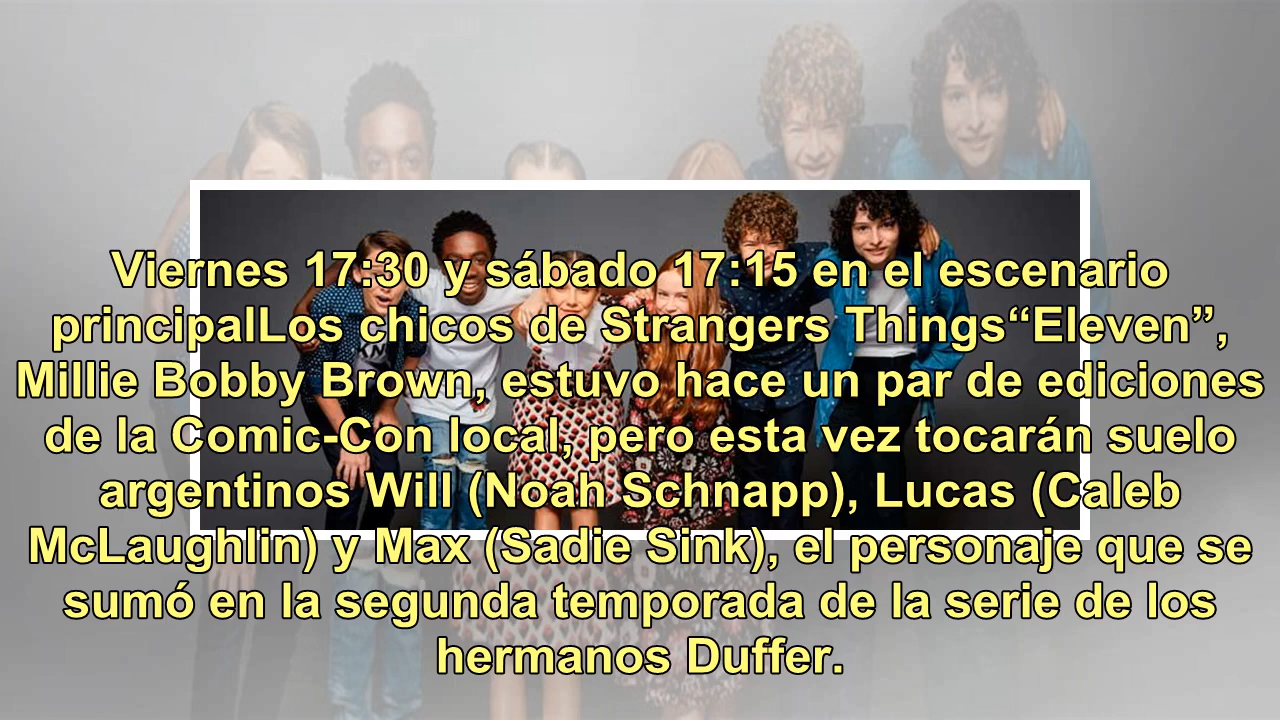 Viernes 17:30 y sábado 17:15 en el escenario
principalLos chicos de Strangers Things“Eleven”,
Millie Bobby Brown, estuvo hace un par de ediciones
de la Comic-Con local, pero esta vez tocarán suelo
argentinos Will (Noah Schnapp), Lucas (Caleb
McLaughlin) y Max (Sadie Sink), el personaje que se
sumó en la segunda temporada de la serie de los
hermanos Duffer.